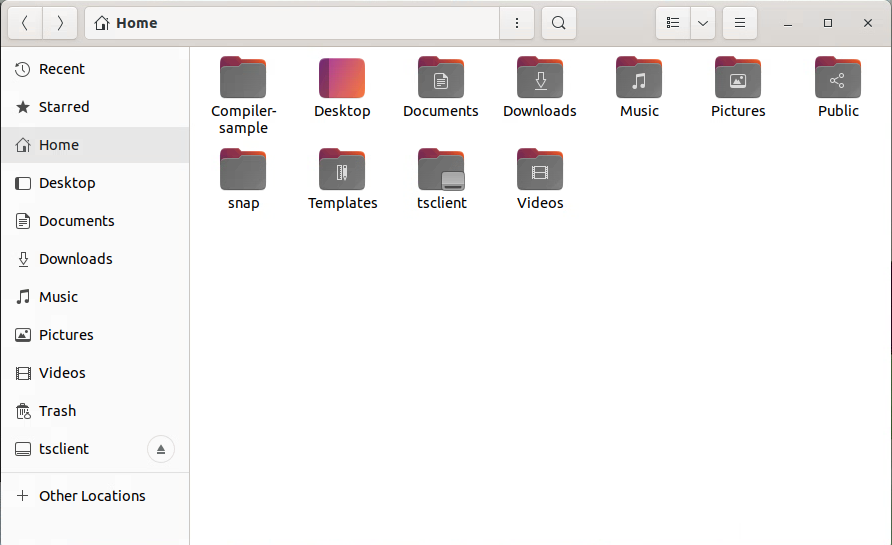 Home
Recent
Starred
Home
Desktop
Documents
Downloads
Music
Pictures
Videos
Trash
tsclient
Other Locations
Compiler-
sample
Desktop
Documents
Downloads
Music
Pictures
Public
snap
Templates
tsclient
Videos